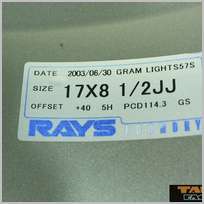 DATE 2003/06/30 GRAM LIGHTS57S
SIZE 17X8 1/2JJ
OFFSET +40 5H PCD114.3 GS
RAYS